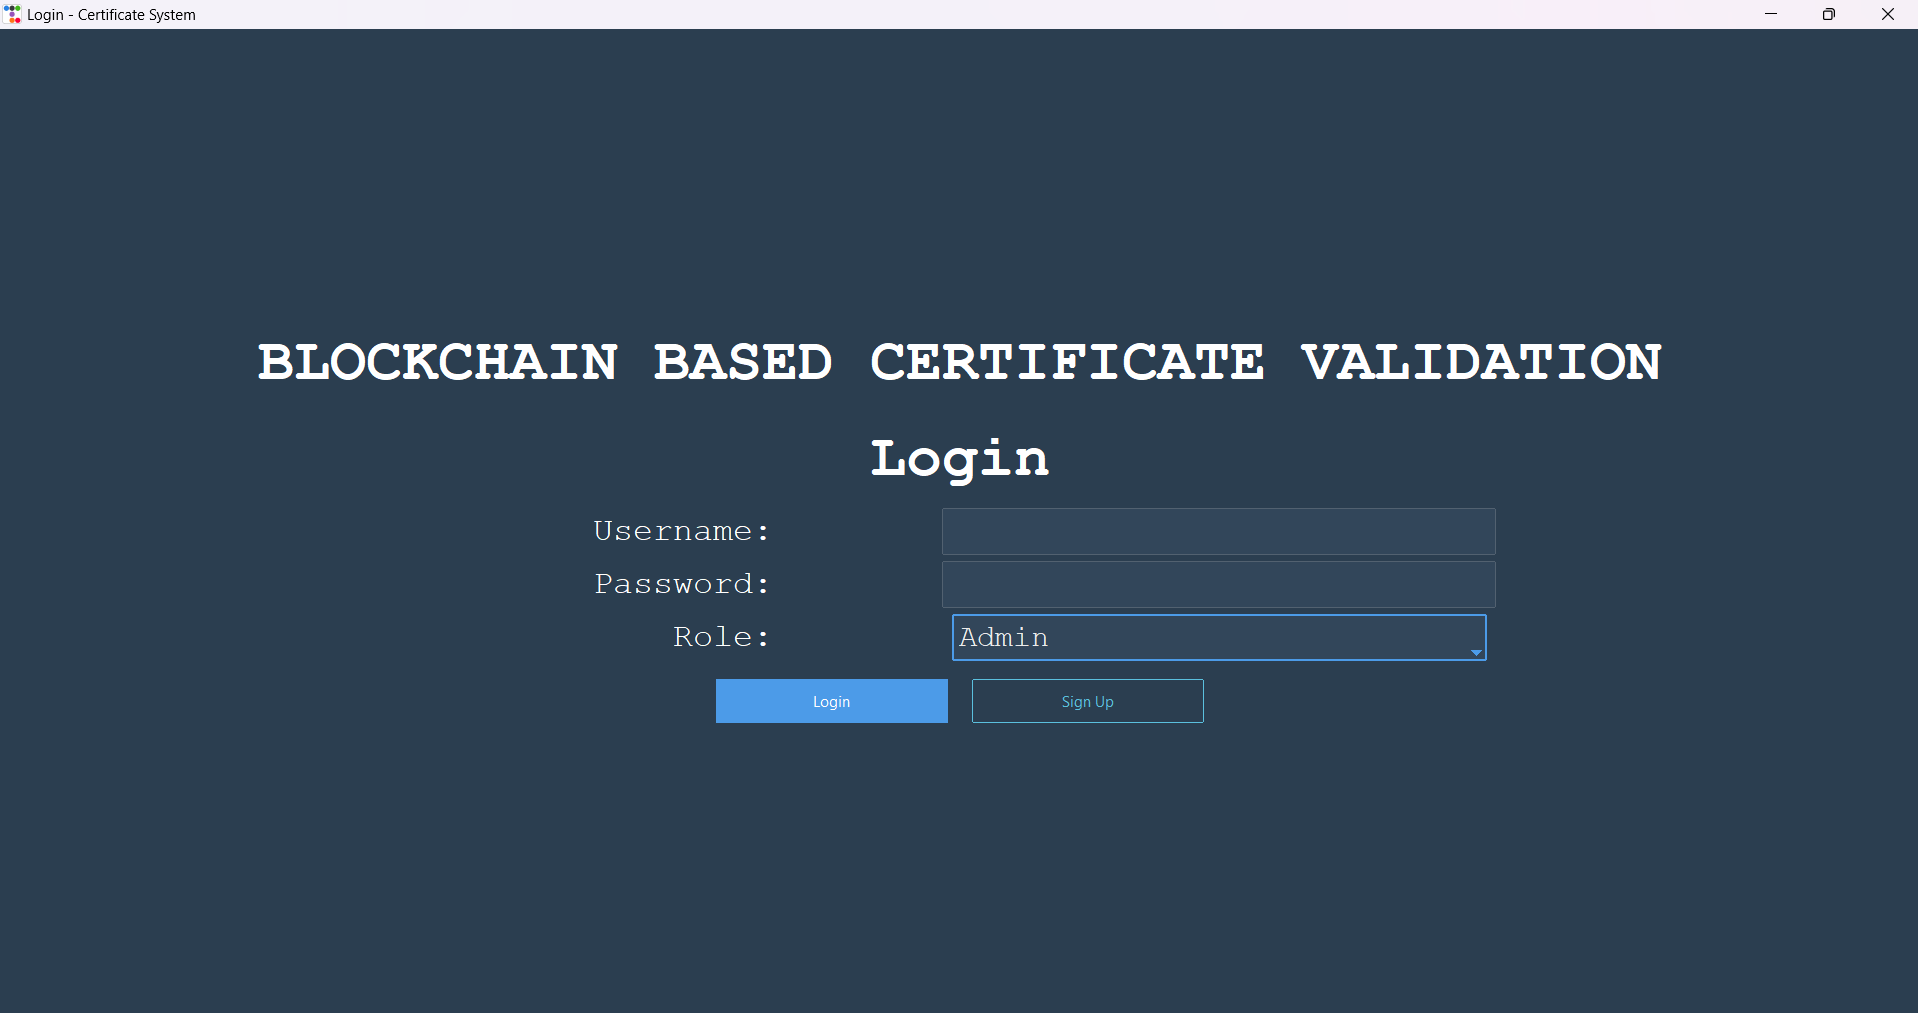 Login - Certificate System
BLOCKCHAIN BASED CERTIFICATE VALIDATION
Login
Username:
Password:
Role: Admin
Login Sign Up